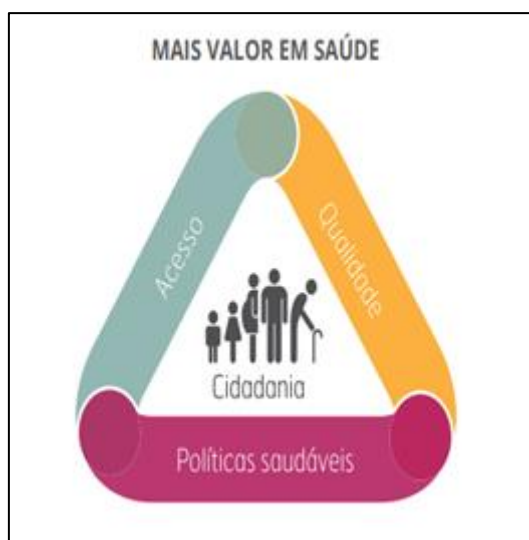 MAIS VALOR EM SAÚDE
Acesso
Qualidade
Cidadania
Políticas saudáveis